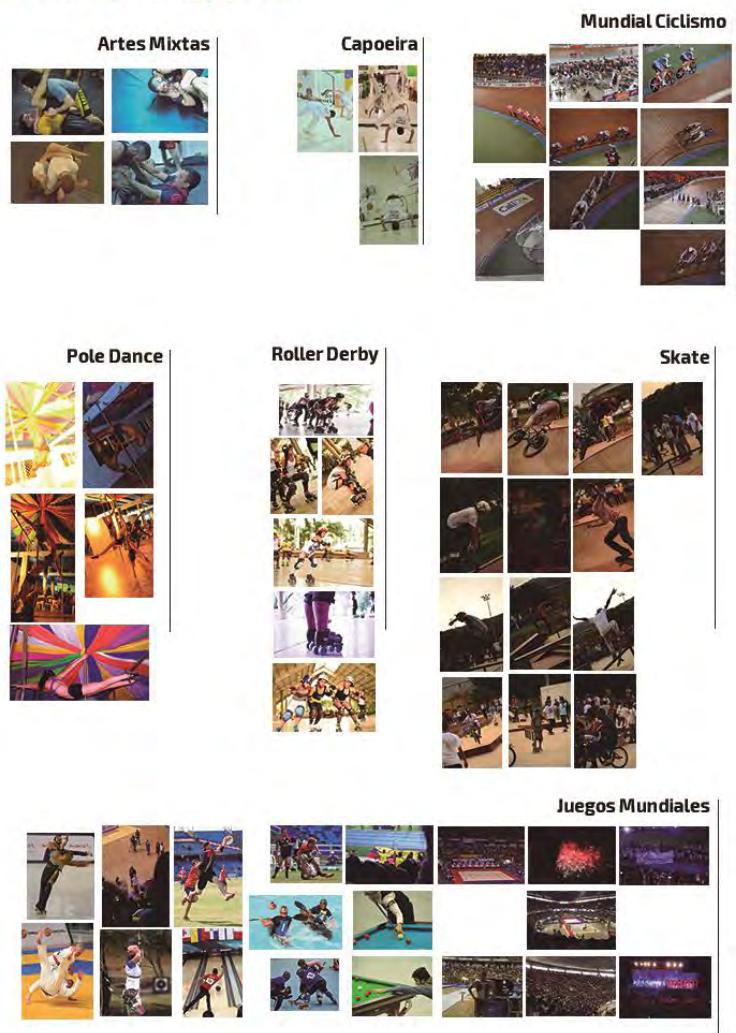 Artes Mixtas
Capoeira
Mundial Ciclismo
Pole Dance
Roller Derby
Skate
Juegos Mundiales